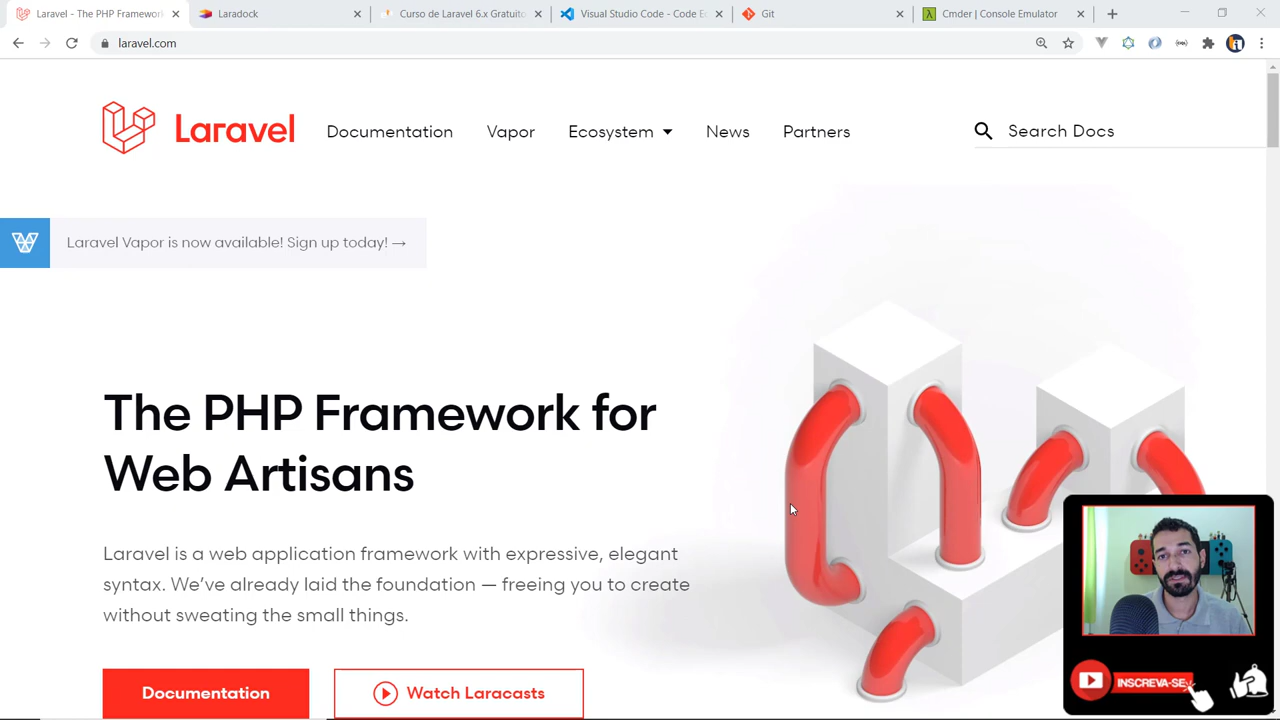 Laravel - The PHP Framework
Laradock
Curso de Laravel 6.x Gratuito
Visual Studio Code - Code E
Git
Cmder | Console Emulator
laravel.com
Laravel
Documentation
Vapor
Ecosystem
News
Partners
Search Docs
Laravel Vapor is now available! Sign up today! →
The PHP Framework for
Web Artisans
Laravel is a web application framework with expressive, elegant
syntax. We've already laid the foundation — freeing you to create
without sweating the small things.
Documentation
Watch Laracasts
INSCREVA-SE